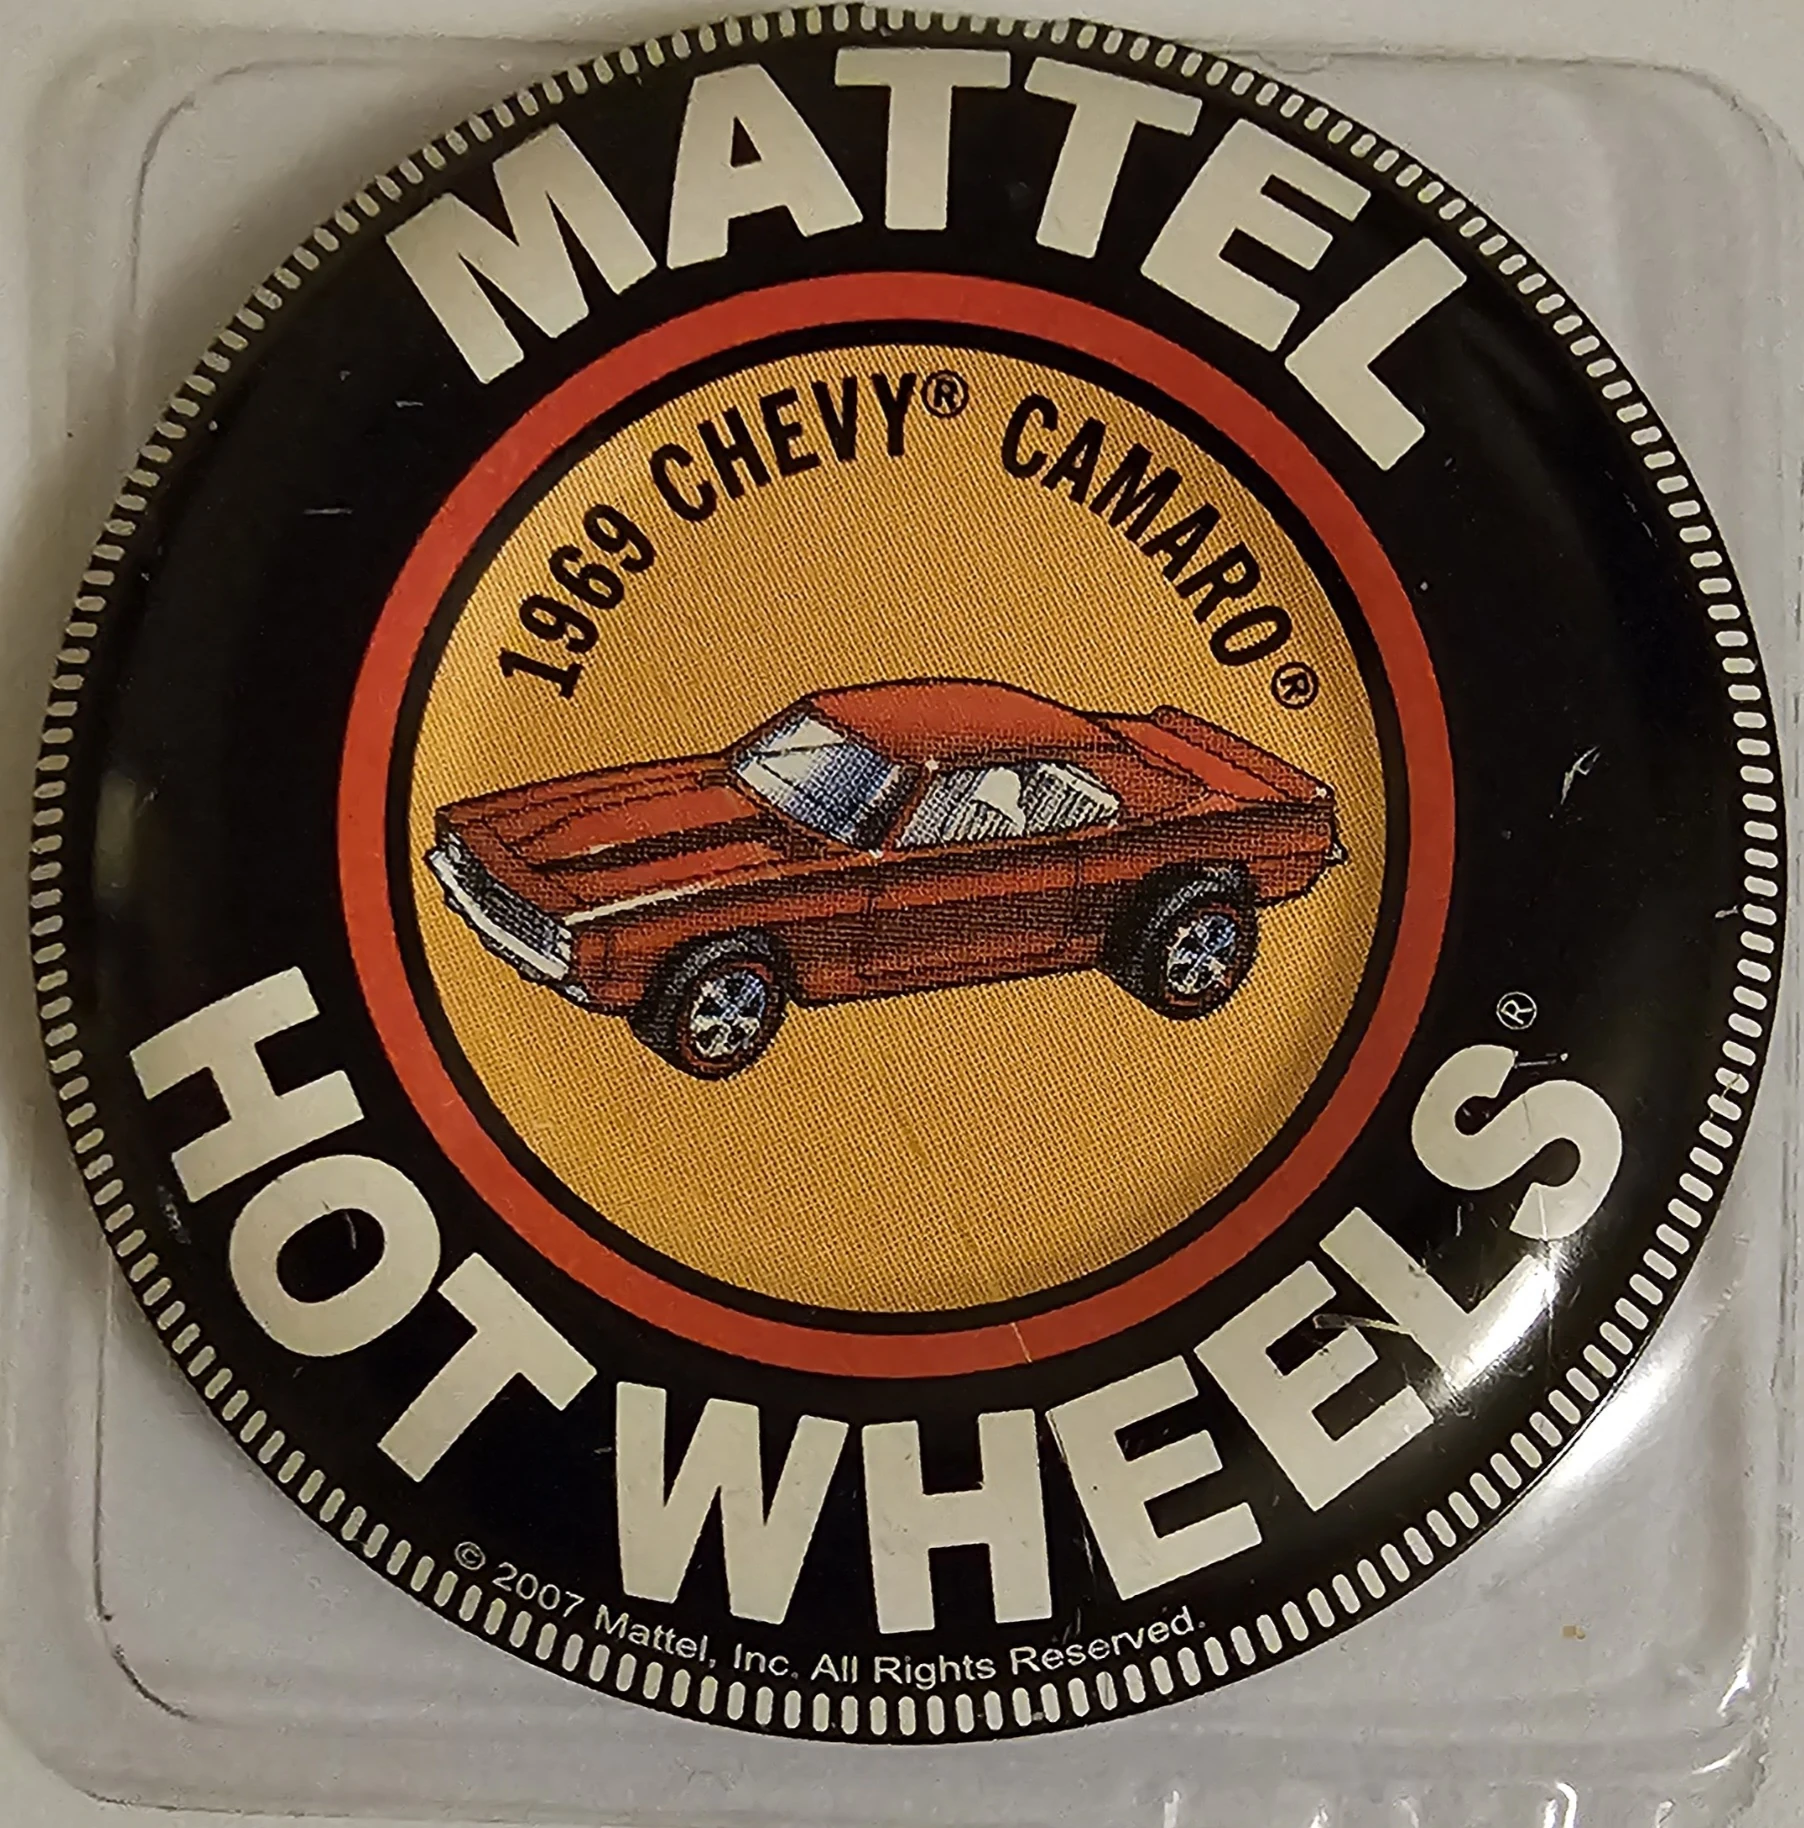 MATTEL
1969 CHEVY® CAMARO®
HOT WHEELS®
© 2007 Mattel, Inc. All Rights Reserved.